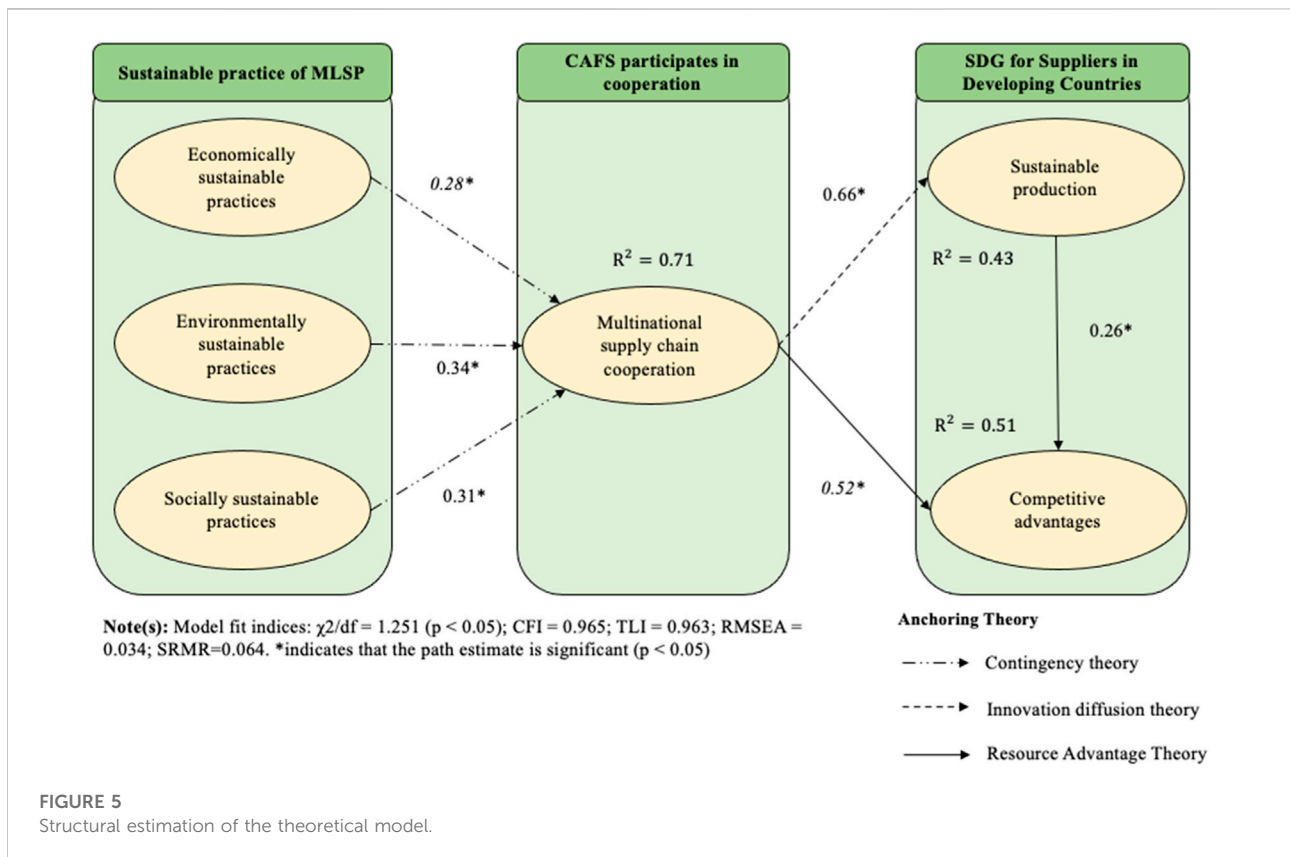 Sustainable practice of MLSP
CAFS participates in
cooperation
SDG for Suppliers in
Developing Countries
Economically
sustainable
practices
0.28*
Environmentally
sustainable
practices
0.34*
Socially sustainable
practices
0.31*
R² = 0.71
Multinational
supply chain
cooperation
0.66*
0.52*
Sustainable
production
R² = 0.43
0.26*
R² = 0.51
Competitive
advantages
Note(s): Model fit indices: χ2/df = 1.251 (p < 0.05); CFI = 0.965; TLI = 0.963; RMSEA =
0.034; SRMR=0.064. *indicates that the path estimate is significant (p < 0.05)
Anchoring Theory
Contingency theory
Innovation diffusion theory
Resource Advantage Theory
FIGURE 5
Structural estimation of the theoretical model.